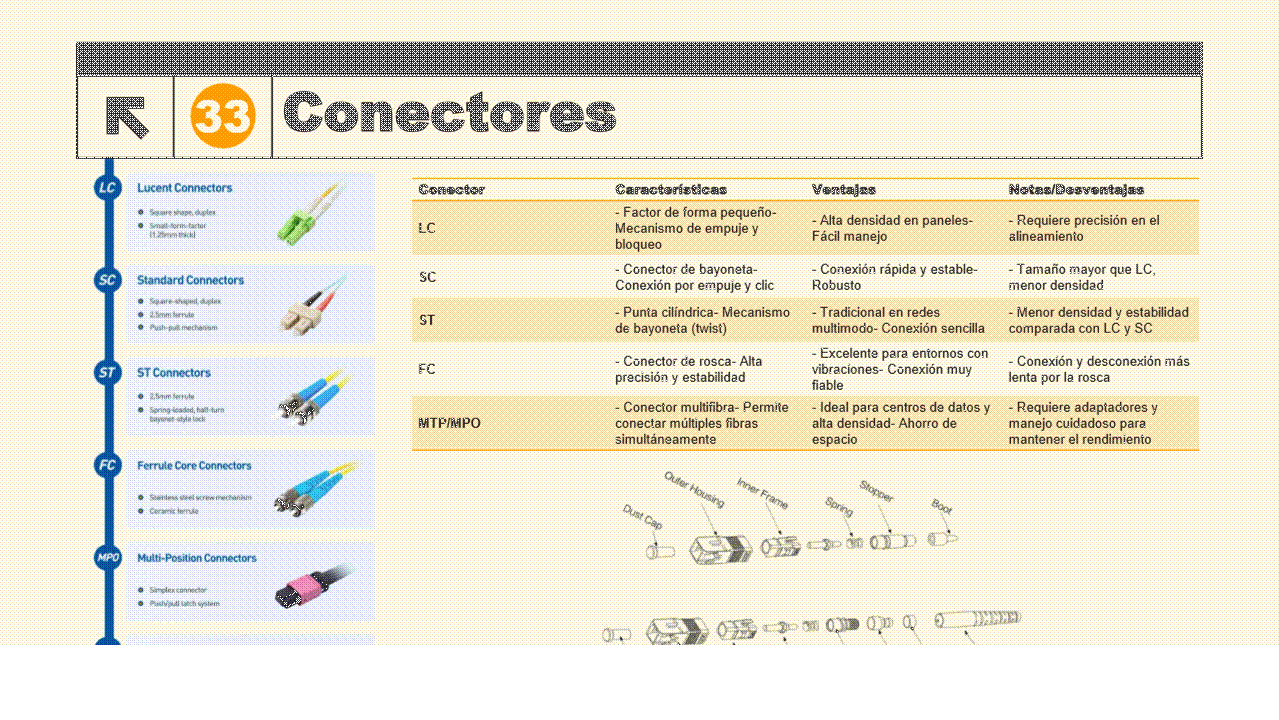 33
Conectores
LC
Lucent Connectors
Square shape, duplex
Small-form-factor
(1.25mm thick)
SC
Standard Connectors
Square-shaped, duplex
2.5mm ferrule
Push-pull mechanism
ST
ST Connectors
2.5mm ferrule
Spring-loaded, half-turn
bayonet-style lock
FC
Ferrule Core Connectors
Stainless steel screw mechanism
Ceramic ferrule
MPO
Multi-Position Connectors
Simplex connector
Push/pull latch system
Conector Características Ventajas Notas/Desventajas
LC
- Factor de forma pequeño-
Mecanismo de empuje y
bloqueo
- Alta densidad en paneles-
Fácil manejo
- Requiere precisión en el
alineamiento
SC
- Conector de bayoneta-
Conexión por empuje y clic
- Conexión rápida y estable-
Robusto
- Tamaño mayor que LC,
menor densidad
ST
- Punta cilíndrica- Mecanismo
de bayoneta (twist)
- Tradicional en redes
multimodo- Conexión sencilla
- Menor densidad y estabilidad
comparada con LC y SC
FC
- Conector de rosca- Alta
precisión y estabilidad
- Excelente para entornos con
vibraciones- Conexión muy
fiable
- Conexión y desconexión más
lenta por la rosca
MTP/MPO
- Conector multifibra- Permite
conectar múltiples fibras
simultáneamente
- Ideal para centros de datos y
alta densidad- Ahorro de
espacio
- Requiere adaptadores y
manejo cuidadoso para
mantener el rendimiento
Dust Cap
Outer Housing
Inner Frame
Spring
Stopper
Boot